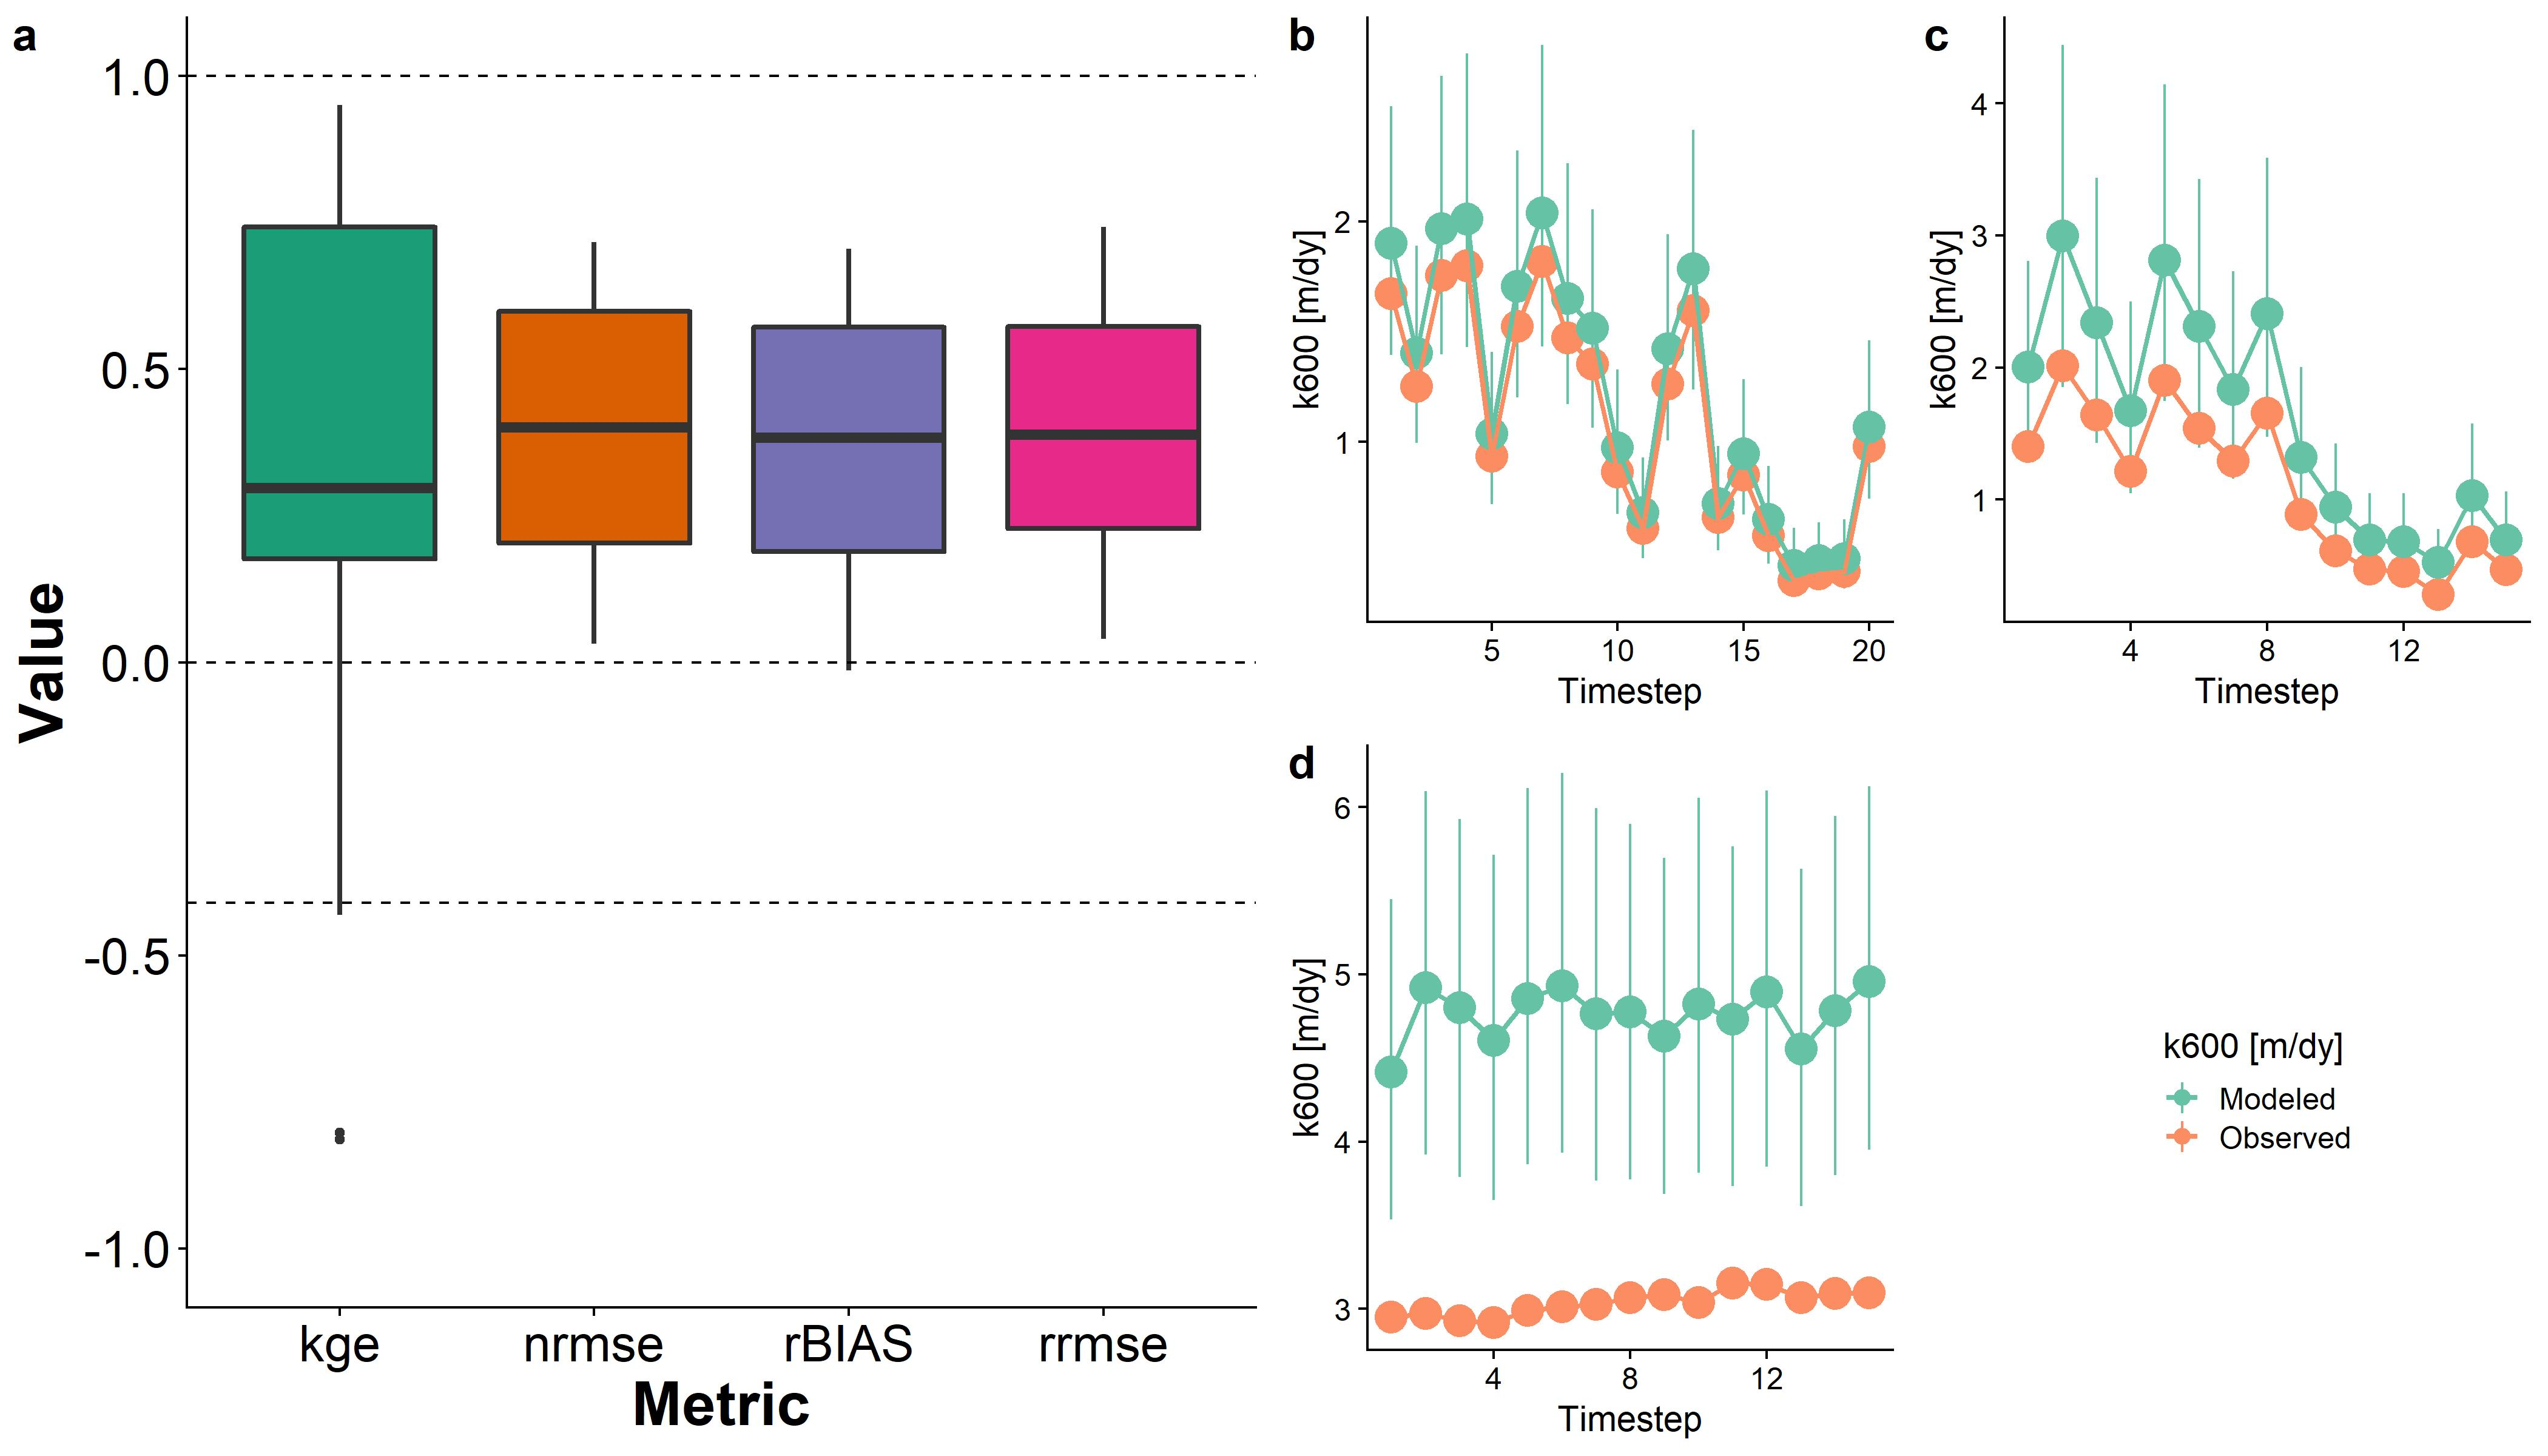 a
Value
1.0
0.5
0.0
-0.5
-1.0
kge nrmse rBIAS rrmse
Metric
b
k600 [m/dy]
2
1
5 10 15 20
Timestep
c
k600 [m/dy]
4
3
2
1
4 8 12
Timestep
d
k600 [m/dy]
6
5
4
3
4 8 12
Timestep
k600 [m/dy]
Modeled
Observed